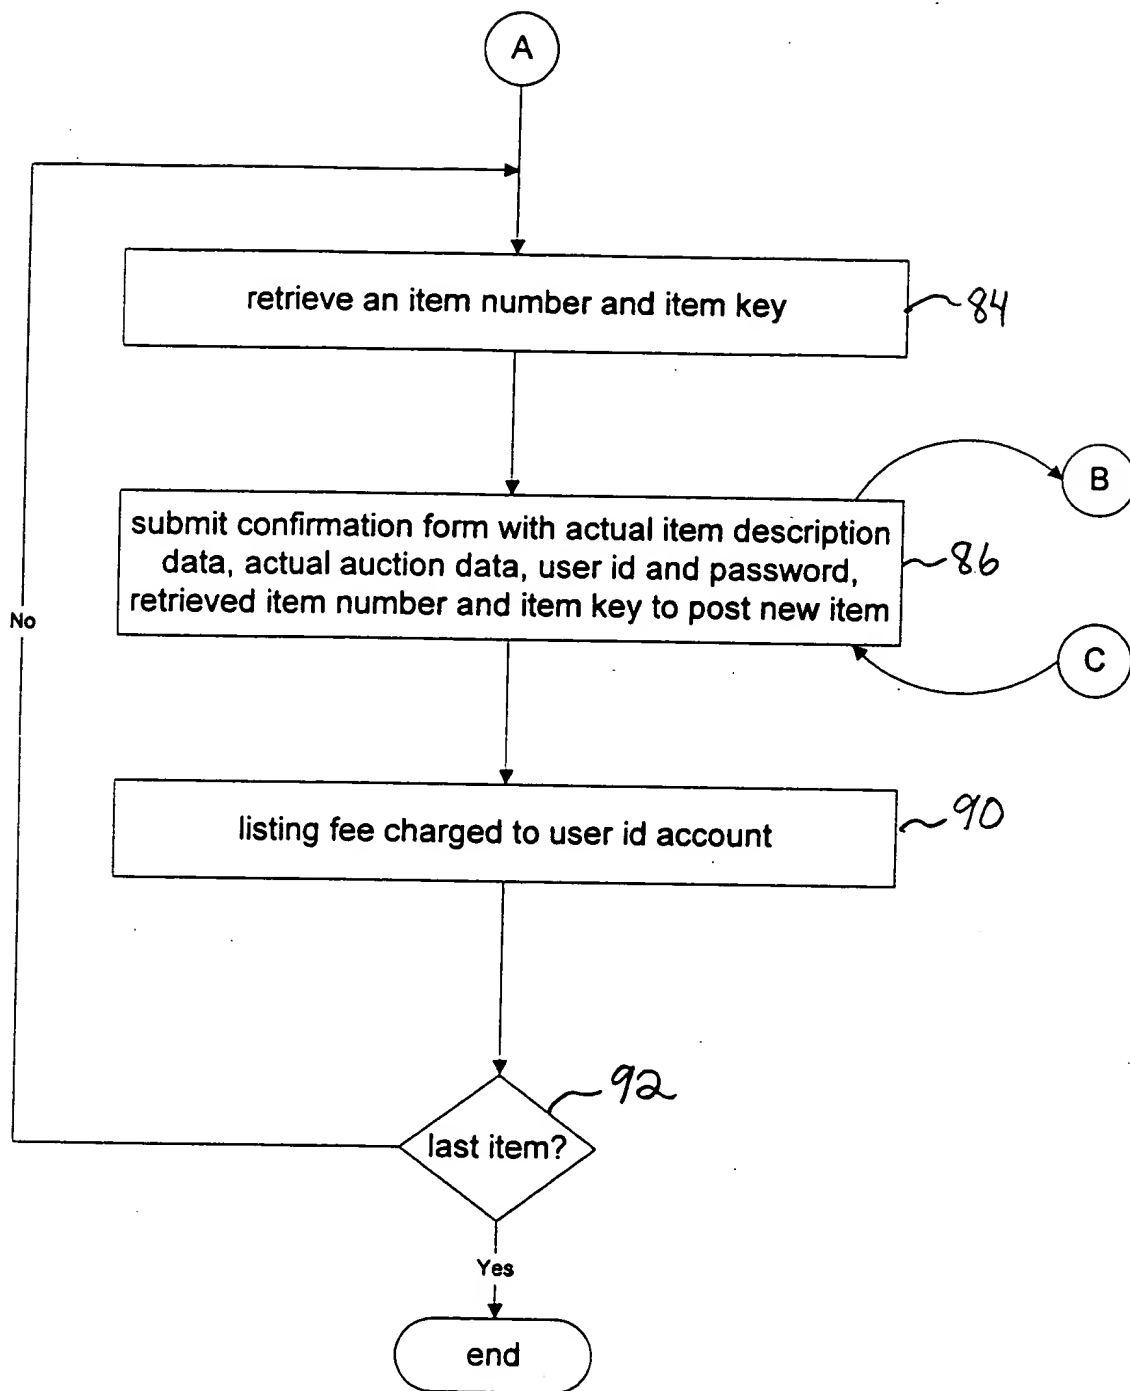 A
retrieve an item number and item key
84
B
submit confirmation form with actual item description
data, actual auction data, user id and password,
retrieved item number and item key to post new item
86
No
C
listing fee charged to user id account
90
92
last item?
Yes
end